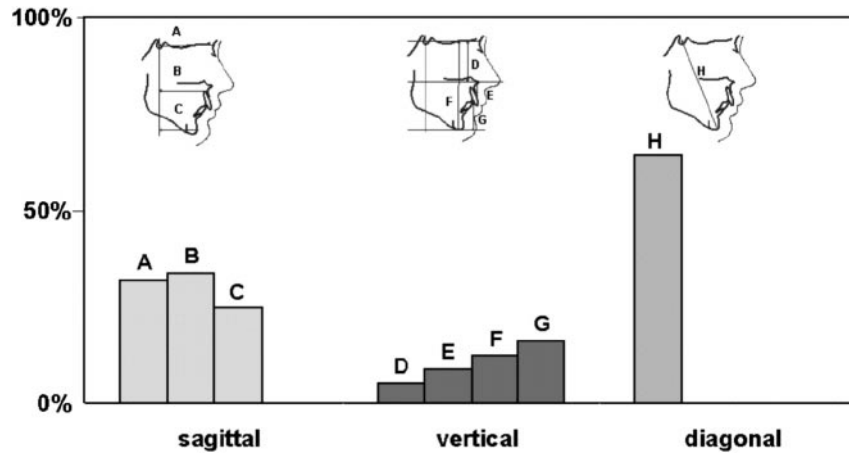 100%
A
B
C
D
E
F
G
H
50%
A
B
C
D
E
F
G
H
0%
sagittal
vertical
diagonal